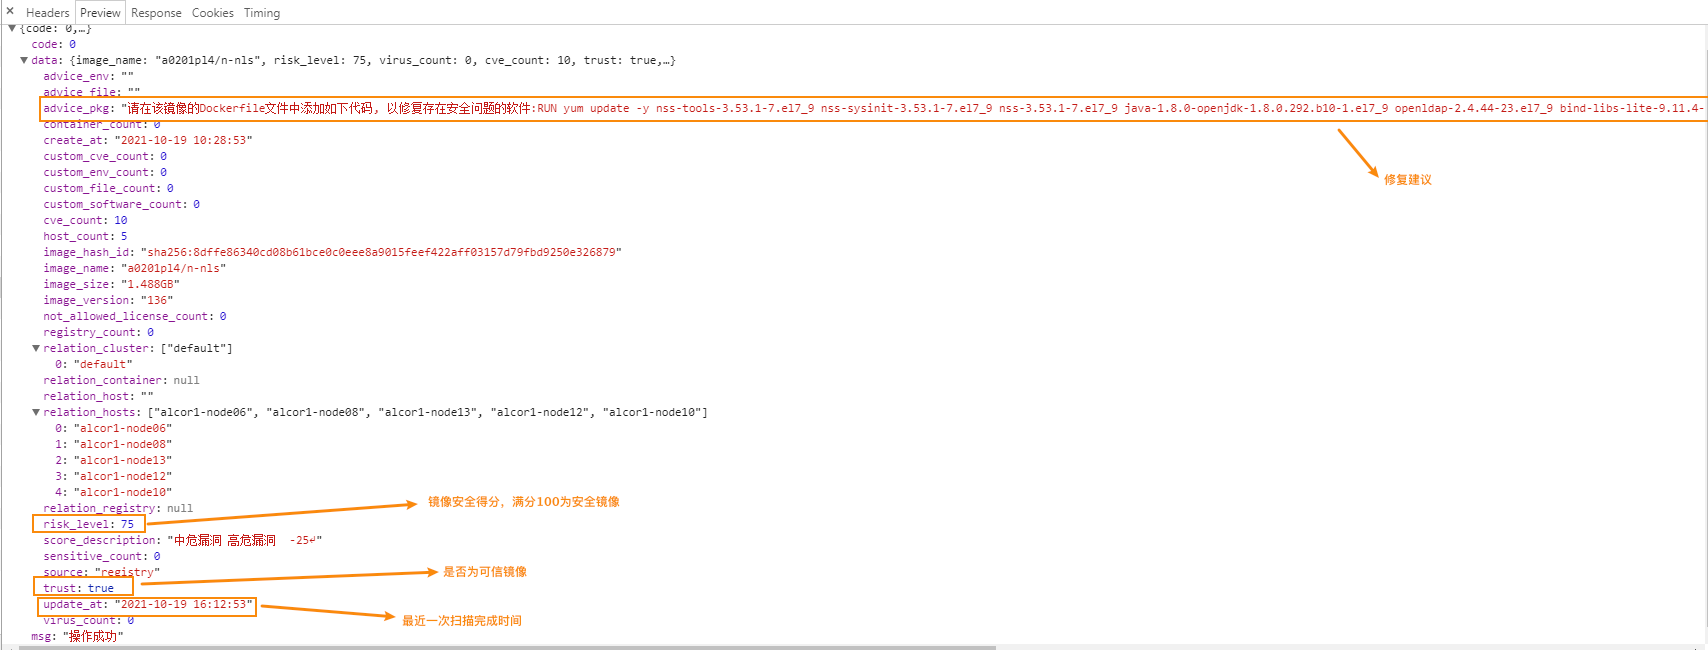 × Headers Preview Response Cookies Timing
▼{code: 0,…}
code: 0
▼data: {image_name: "a0201pl4/n-nls", risk_level: 75, virus_count: 0, cve_count: 10, trust: true,…}
advice_env: ""
advice_file: ""
advice_pkg: "请在该镜像的Dockerfile文件中添加如下代码, 以修复存在安全问题的软件:RUN yum update -y nss-tools-3.53.1-7.el7_9 nss-sysinit-3.53.1-7.el7_9 nss-3.53.1-7.el7_9 java-1.8.0-openjdk-1.8.0.292.b10-1.el7_9 openldap-2.4.44-23.el7_9 bind-libs-lite-9.11.4-
container_count: 0
create_at: "2021-10-19 10:28:53"
custom_cve_count: 0
custom_env_count: 0
修复建议
custom_file_count: 0
custom_software_count: 0
cve_count: 10
host_count: 5
image_hash_id: "sha256:8dffe86340cd08b61bce0c0eee8a9015feef422aff03157d79fbd9250e326879"
image_name: "a0201pl4/n-nls"
image_size: "1.488GB"
image_version: "136"
not_allowed_license_count: 0
registry_count: 0
▼relation_cluster: ["default"]
0: "default"
relation_container: null
relation_host: ""
▼relation_hosts: ["alcor1-node06", "alcor1-node08", "alcor1-node13", "alcor1-node12", "alcor1-node10"]
0: "alcor1-node06"
1: "alcor1-node08"
2: "alcor1-node13"
3: "alcor1-node12"
4: "alcor1-node10"
镜像安全得分，满分100为安全镜像
relation_registry: null
risk_level: 75
score_description: "中危漏洞 高危漏洞  -25↵"
sensitive_count: 0
source: "registry"
是否为可信镜像
trust: true
update_at: "2021-10-19 16:12:53"
最近一次扫描完成时间
virus_count: 0
msg: "操作成功"